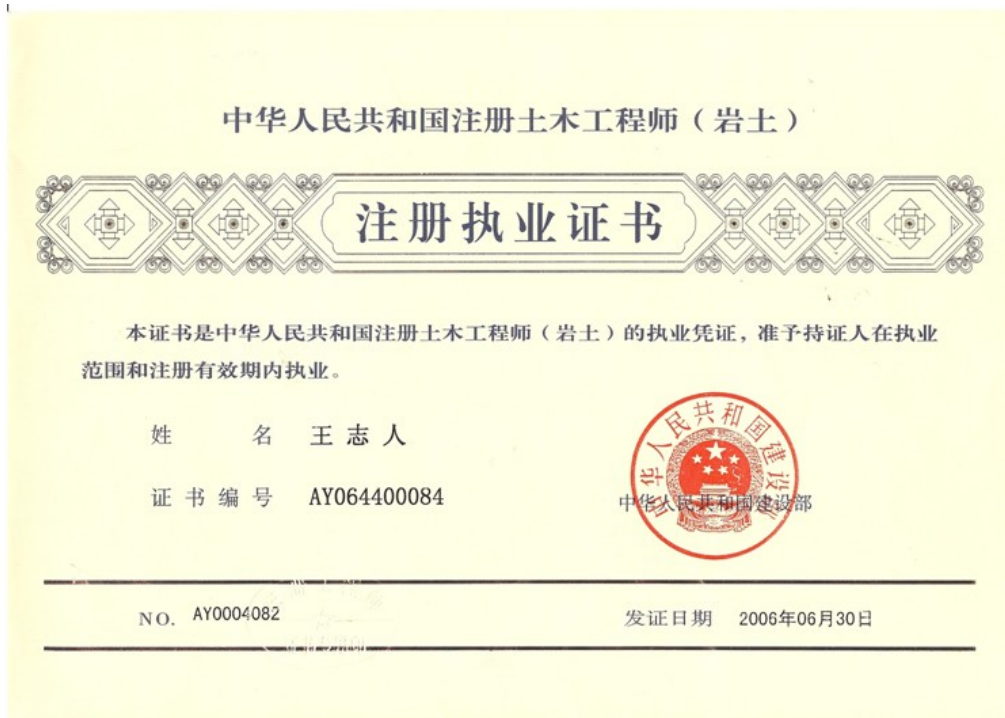 中华人民共和国注册土木工程师（岩土）
注册执业证书
本证书是中华人民共和国注册土木工程师（岩土）的执业凭证，准予持证人在执业
范围和注册有效期内执业。
姓 名 王志人
证书编号 AY064400084
中华人民共和国建设部
中华人民共和国建设部
NO. AY0004082
发证日期 2006年06月30日